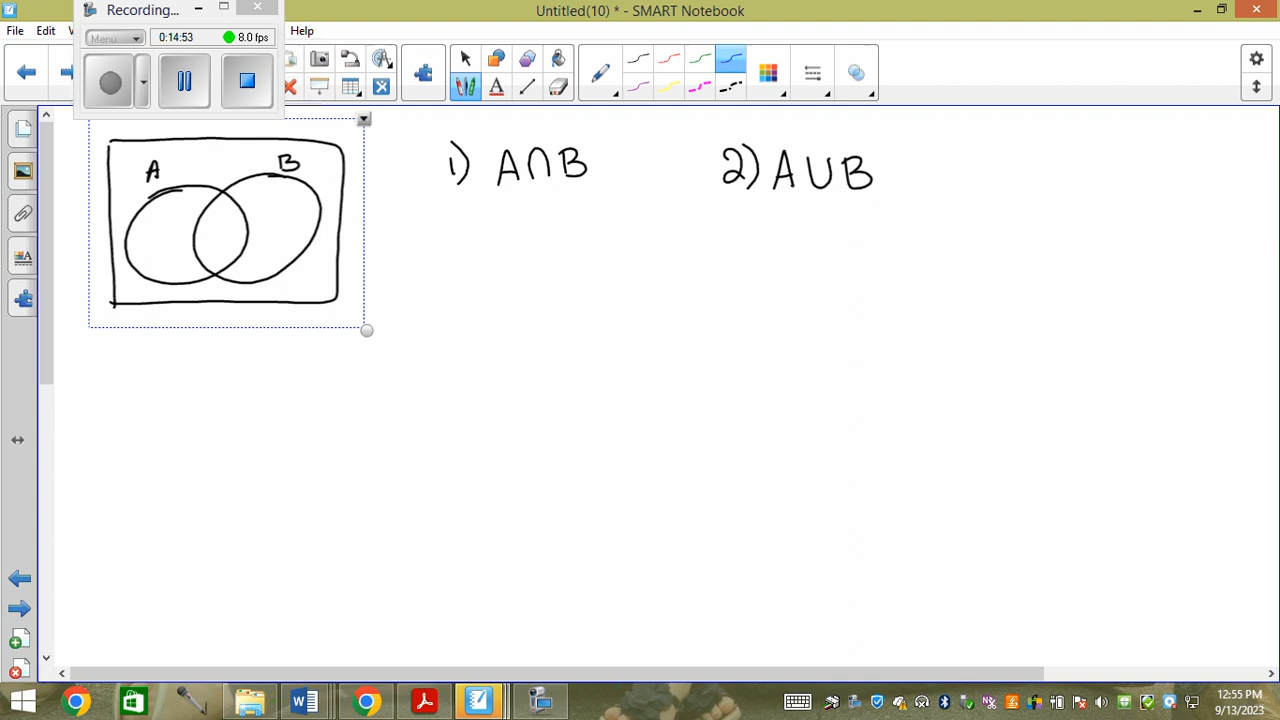 Recording...
Untitled(10) * - SMART Notebook
Menu
0:14:53
8.0 fps
File
Edit
Help
A
B
1) A∩B
2) A∪B
12:55 PM
9/13/2023